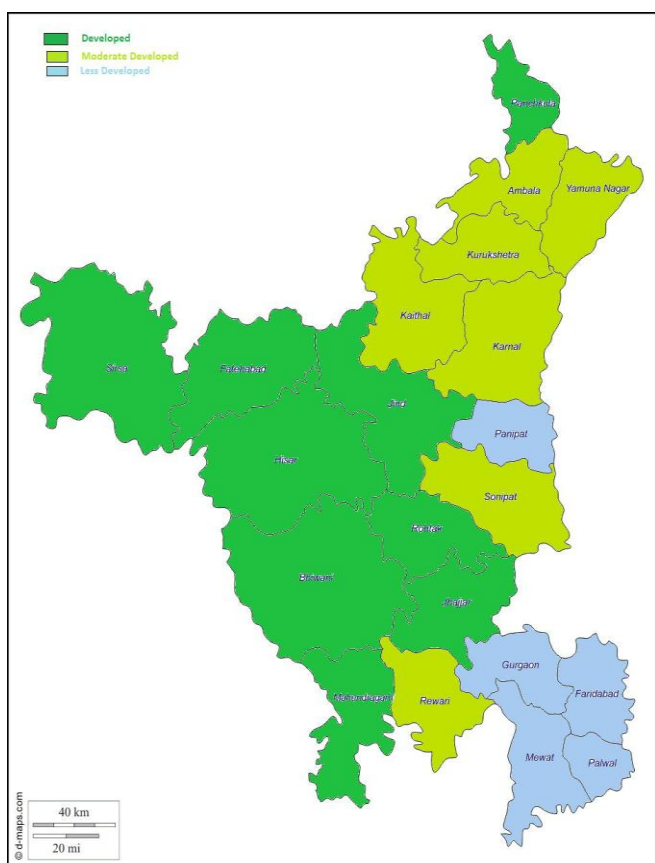 Developed
Moderate Developed
Less Developed
Panchkula
Ambala
Yamuna Nagar
Kurukshetra
Kaithal
Karnal
Sirsa
Fatehabad
Jind
Panipat
Hisar
Sonipat
Rohtak
Bhiwani
Jhajjar
Gurgaon
Faridabad
Mahendragarh
Rewari
Mewat
Palwal
40 km
20 mi
© d-maps.com